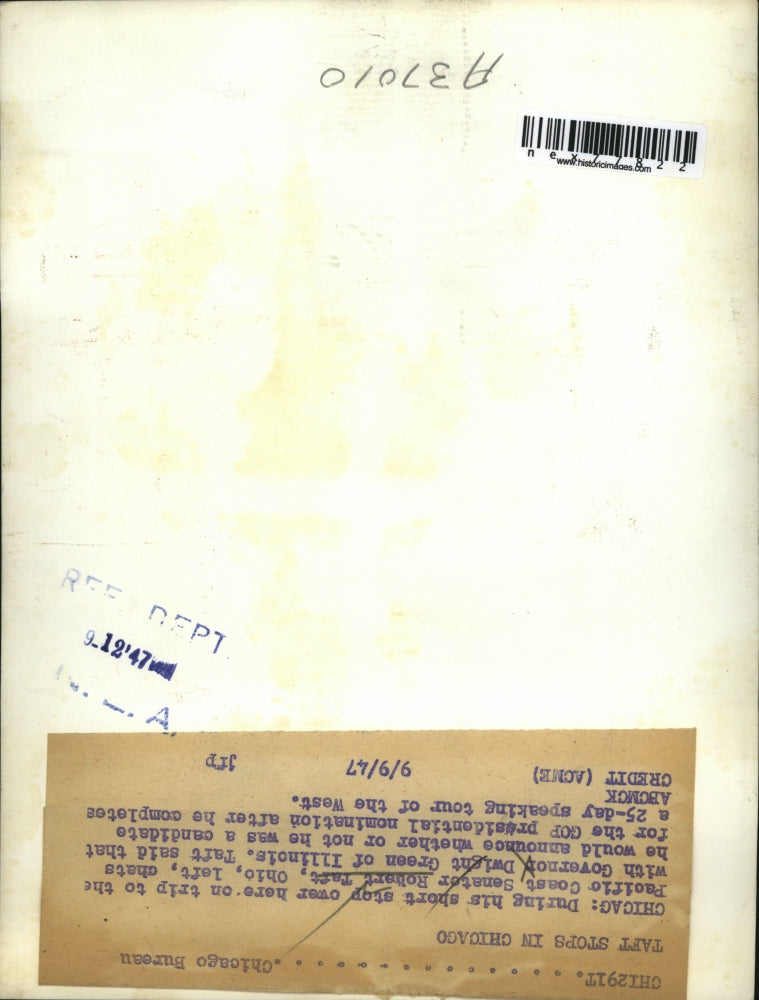 A37010
nex77822
www.historicimages.com
REF. DEPT
9-12'47
N. E. A.
CHI291T. . . . . . . . . . . . . . . . .Chicago Bureau
TAFT STOPS IN CHICAGO
CHICAG: During his short stop over here on trip to the
Pacific Coast Senator Robert Taft, Ohio, left, chats
with Governor Dwight Green of Illinois. Taft said that
he would announce whether or not he was a candidate
for the GOP presidential nomination after he completes
a 25-day speaking tour of the West.
ABCMCK
CREDIT (ACME) 9/9/47 jrp